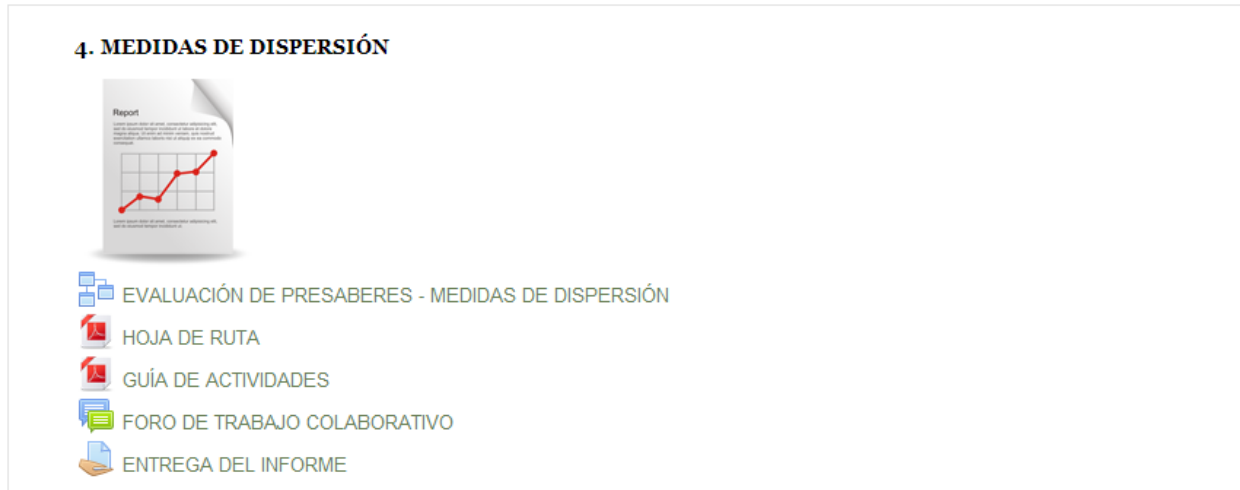 4. MEDIDAS DE DISPERSIÓN
Report
EVALUACIÓN DE PRESABERES - MEDIDAS DE DISPERSIÓN
HOJA DE RUTA
GUÍA DE ACTIVIDADES
FORO DE TRABAJO COLABORATIVO
ENTREGA DEL INFORME